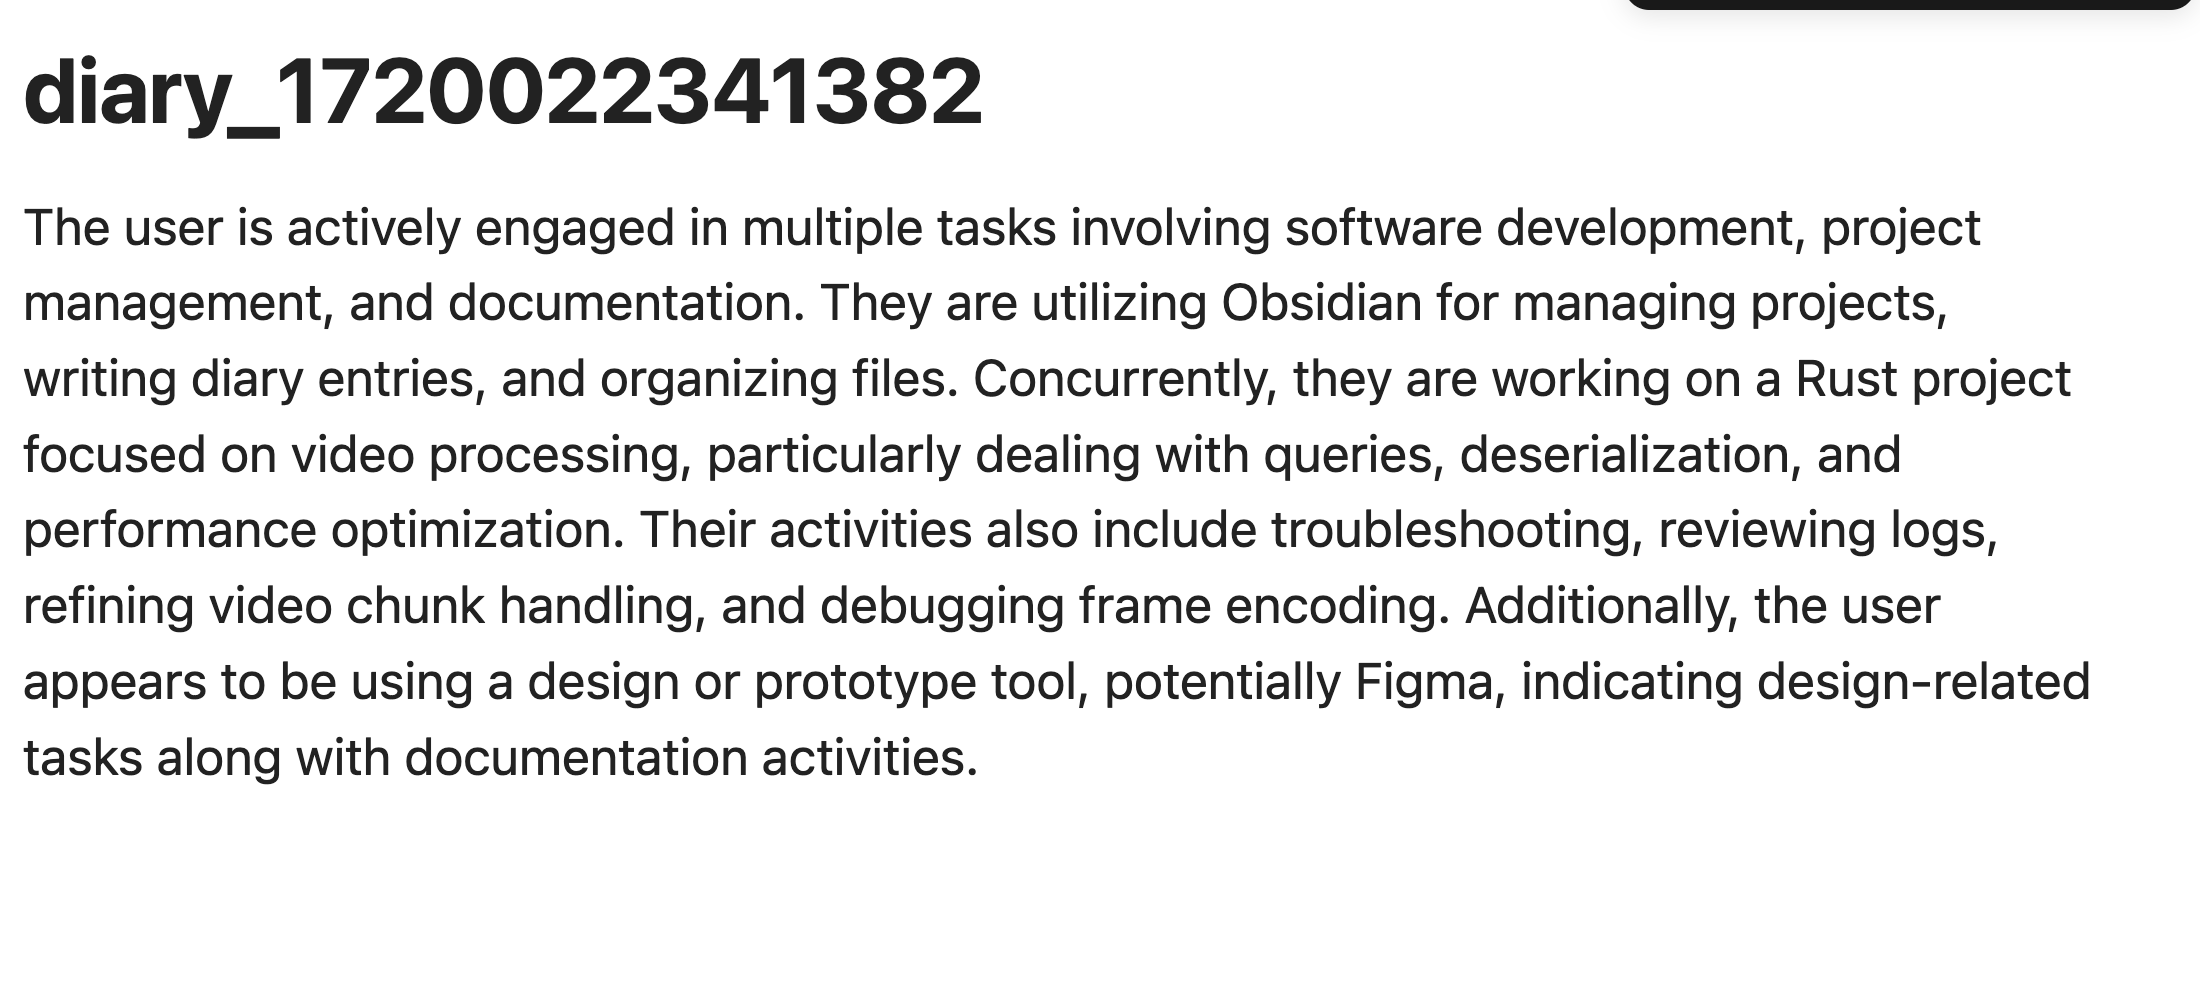 diary_1720022341382
The user is actively engaged in multiple tasks involving software development, project
management, and documentation. They are utilizing Obsidian for managing projects,
writing diary entries, and organizing files. Concurrently, they are working on a Rust project
focused on video processing, particularly dealing with queries, deserialization, and
performance optimization. Their activities also include troubleshooting, reviewing logs,
refining video chunk handling, and debugging frame encoding. Additionally, the user
appears to be using a design or prototype tool, potentially Figma, indicating design-related
tasks along with documentation activities.